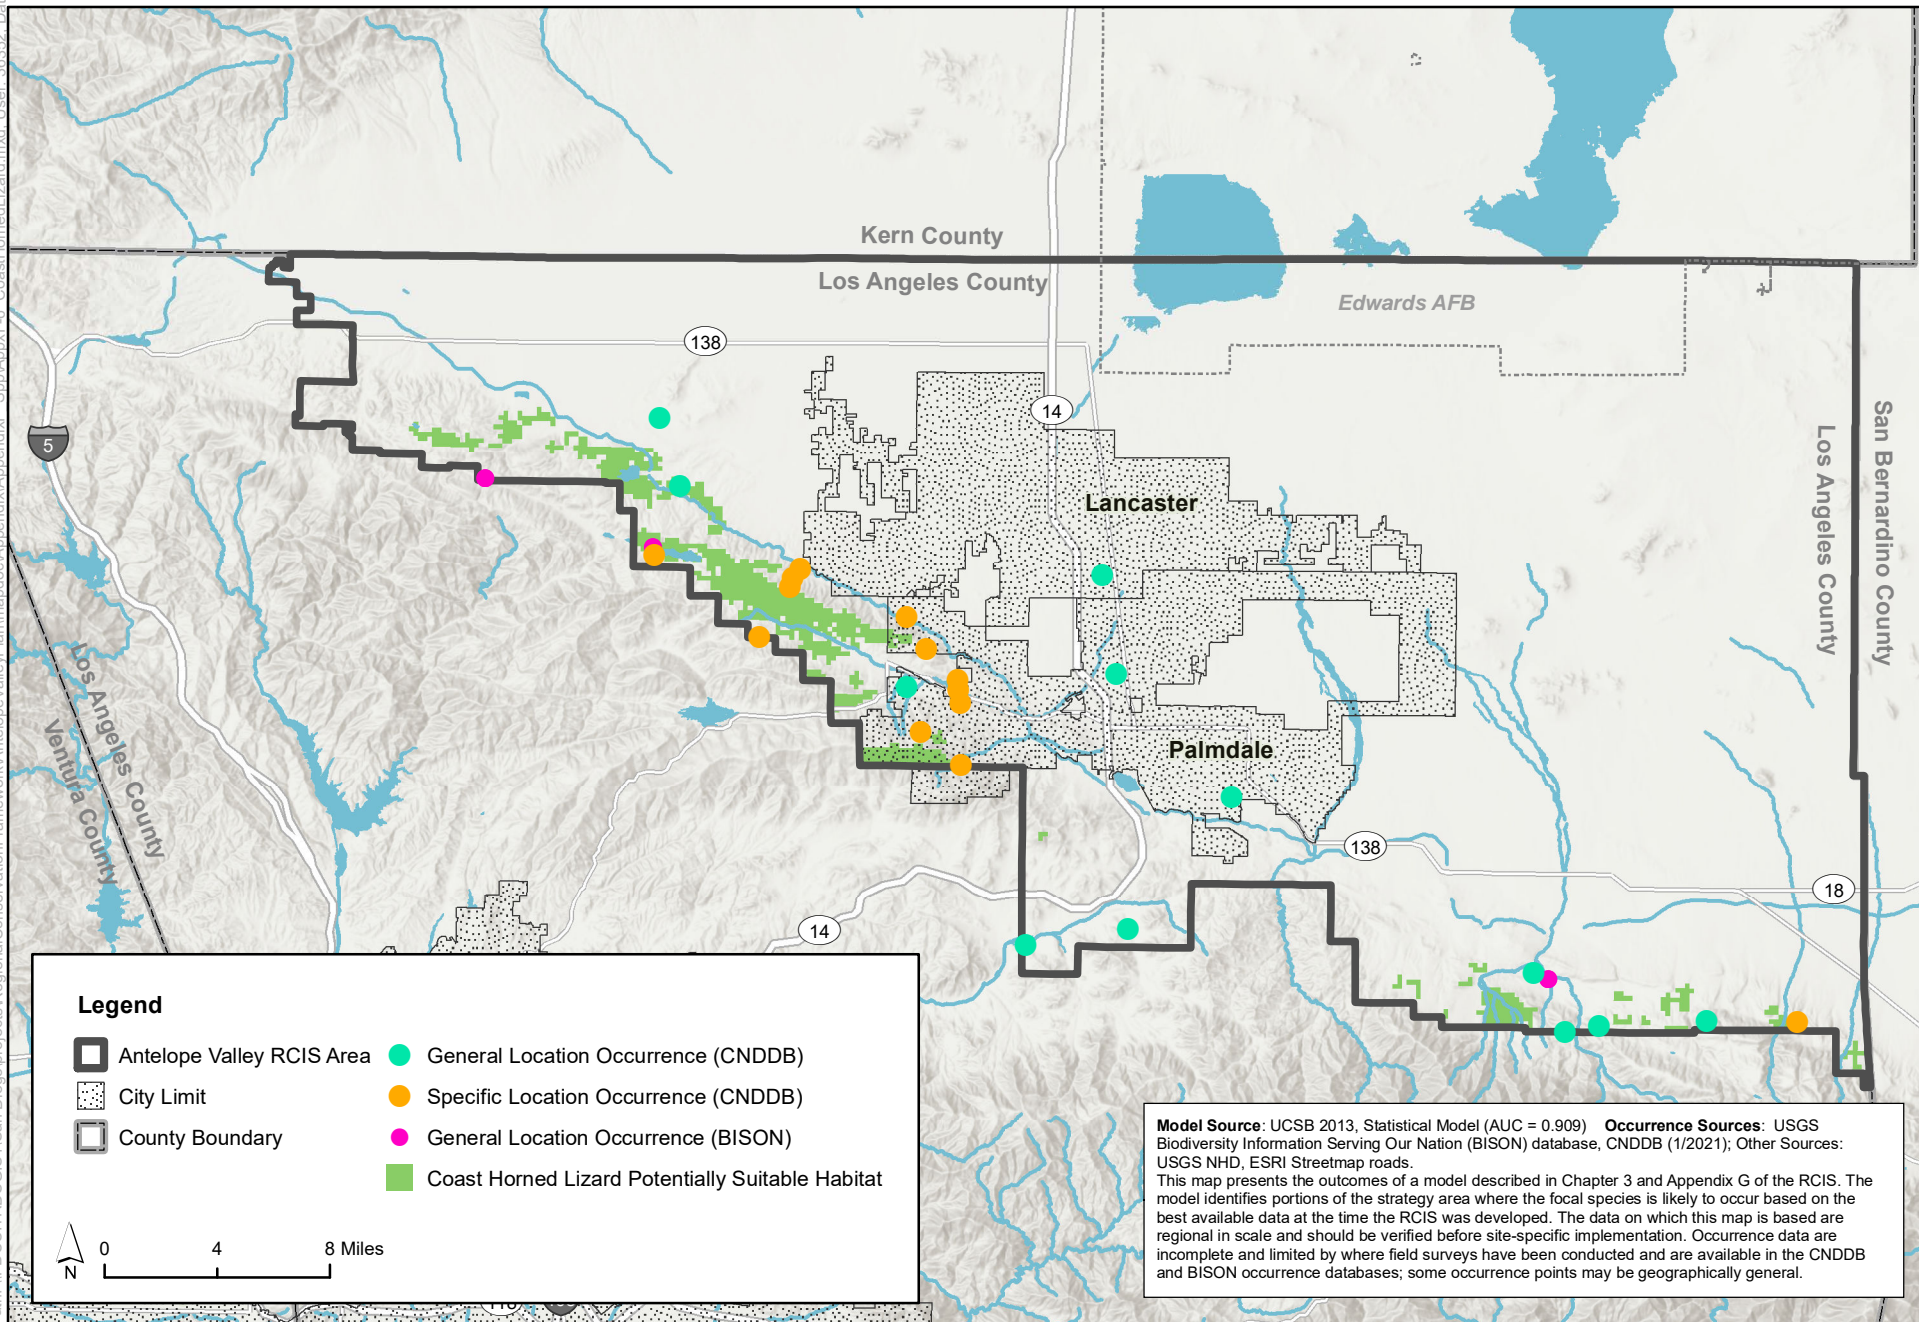 Kern County
Los Angeles County
Edwards AFB
138
14
5
Lancaster
Los Angeles County
San Bernardino County
Los Angeles County
Ventura County
Palmdale
138
18
14
Legend
Antelope Valley RCIS Area
City Limit
County Boundary
General Location Occurrence (CNDDB)
Specific Location Occurrence (CNDDB)
General Location Occurrence (BISON)
Coast Horned Lizard Potentially Suitable Habitat
N
0 4 8 Miles
Model Source: UCSB 2013, Statistical Model (AUC = 0.909) Occurrence Sources: USGS
Biodiversity Information Serving Our Nation (BISON) database, CNDDB (1/2021); Other Sources:
USGS NHD, ESRI Streetmap roads.
This map presents the outcomes of a model described in Chapter 3 and Appendix G of the RCIS. The
model identifies portions of the strategy area where the focal species is likely to occur based on the
best available data at the time the RCIS was developed. The data on which this map is based are
regional in scale and should be verified before site-specific implementation. Occurrence data are
incomplete and limited by where field surveys have been conducted and are available in the CNDDB
and BISON occurrence databases; some occurrence points may be geographically general.